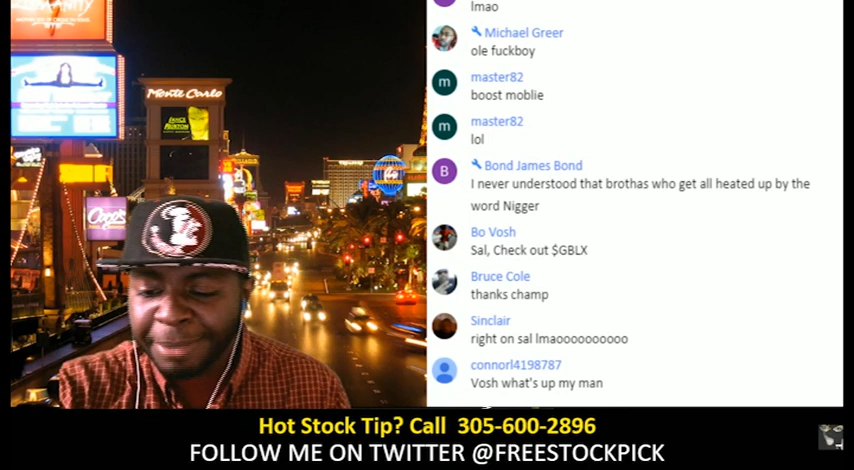 INSANITY
Monte Carlo
lmao
Michael Greer
ole fuckboy
master82
boost moblie
master82
lol
Bond James Bond
I never understood that brothas who get all heated up by the
word Nigger
Bo Vosh
Sal, Check out $GBLX
Bruce Cole
thanks champ
Sinclair
right on sal lmaoooooooooo
connorl4198787
Vosh what's up my man
m
m
B
Hot Stock Tip? Call 305-600-2896
FOLLOW ME ON TWITTER @FREESTOCKPICK